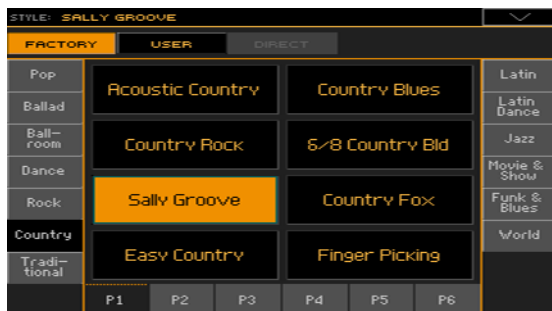 STYLE: SALLY GROOVE
FACTORY USER DIRECT
Pop
Ballad
Ball-
room
Dance
Rock
Country
Tradi-
tional
Acoustic Country
Country Blues
Country Rock
6/8 Country Bld
Sally Groove
Country Fox
Easy Country
Finger Picking
Latin
Latin
Dance
Jazz
Movie &
Show
Funk &
Blues
World
P1 P2 P3 P4 P5 P6